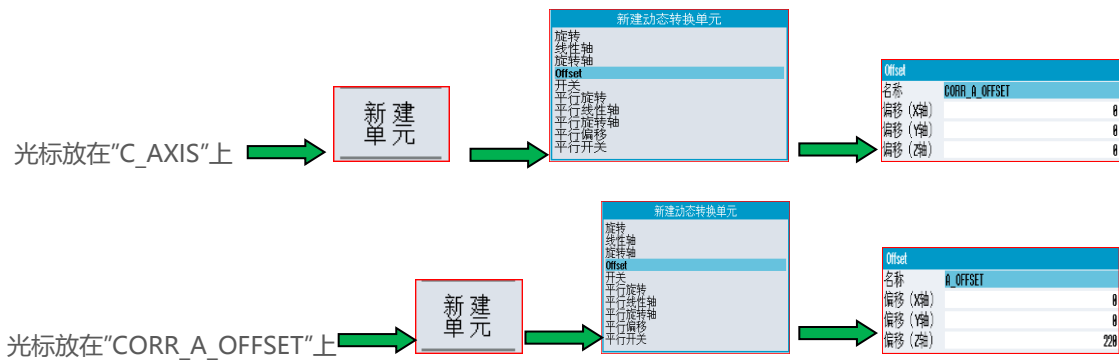 新建动态转换单元
旋转
线性轴
旋转轴
Offset
开关
平行旋转
平行线性轴
平行旋转轴
平行偏移
平行开关
Offset
名称 CORR_A_OFFSET
偏移 (X轴) 0
偏移 (Y轴) 0
偏移 (Z轴) 0
新建
单元
光标放在"C_AXIS"上
新建动态转换单元
旋转
线性轴
旋转轴
Offset
开关
平行旋转
平行线性轴
平行旋转轴
平行偏移
平行开关
Offset
名称 A_OFFSET
偏移 (X轴) 0
偏移 (Y轴) 0
偏移 (Z轴) 220
新建
单元
光标放在"CORR_A_OFFSET"上